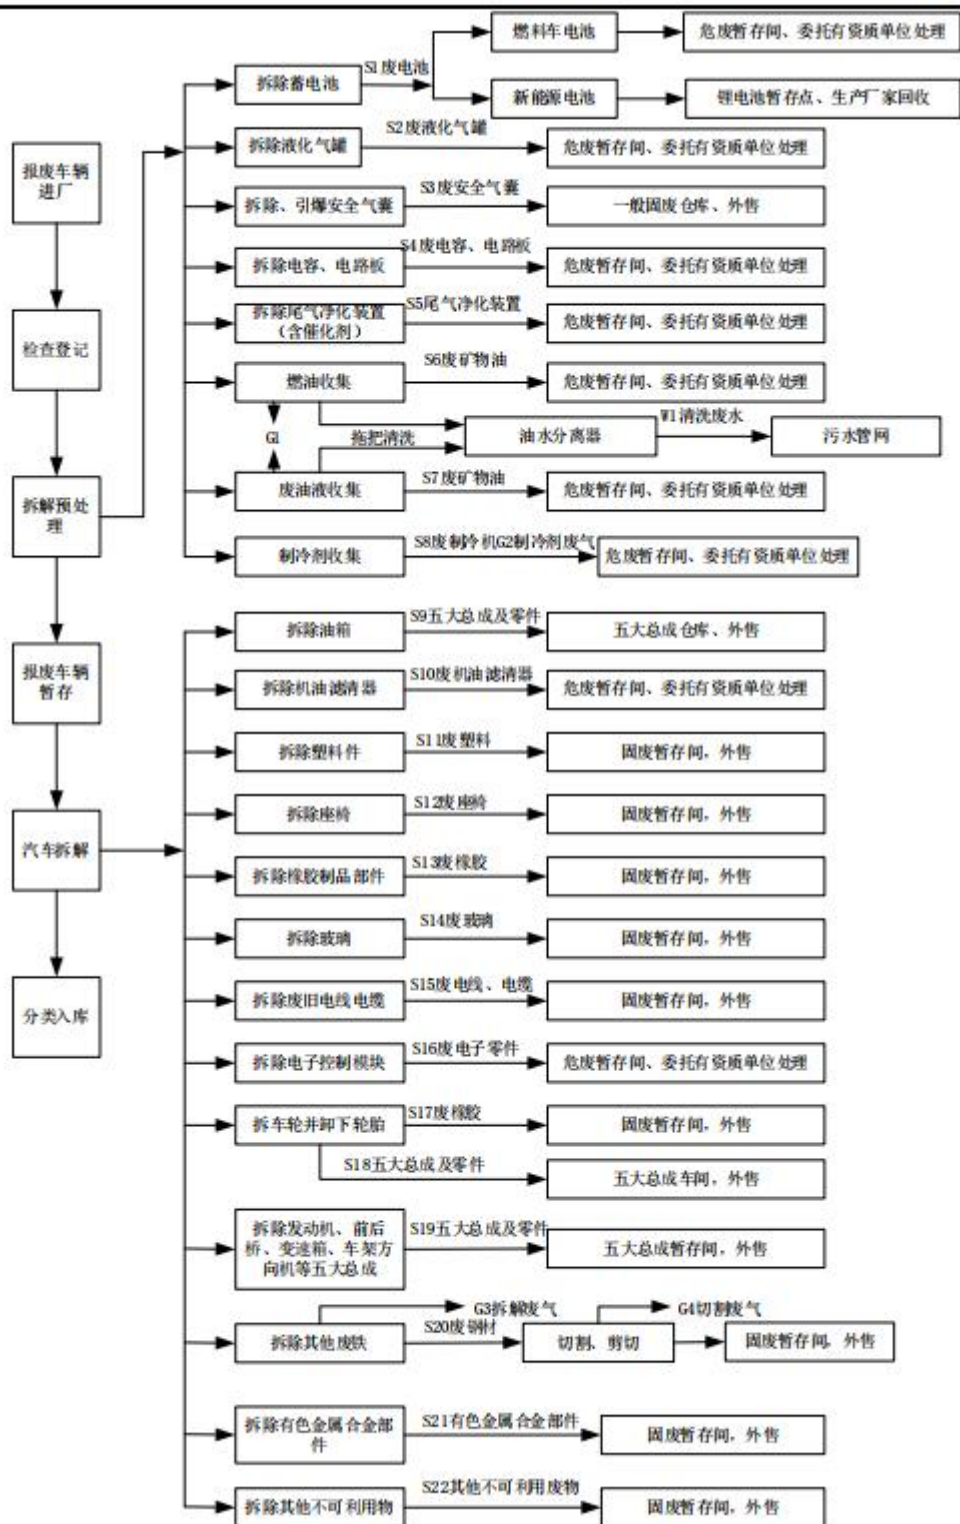 燃料车电池
危废暂存间、委托有资质单位处理
拆除蓄电池
S1废电池
新能源电池
锂电池暂存点、生产厂家回收
报废车辆
进厂
拆除液化气罐
S2废液化气罐
危废暂存间、委托有资质单位处理
拆除、引爆安全气囊
S3废安全气囊
一般固废仓库、外售
拆除电容、电路板
S4废电容、电路板
危废暂存间、委托有资质单位处理
检查登记
拆除尾气净化装置
（含催化剂）
S5尾气净化装置
危废暂存间、委托有资质单位处理
燃油收集
S6废矿物油
危废暂存间、委托有资质单位处理
G1
拖把清洗
油水分离器
W1清洗废水
污水管网
拆解预处
理
废油液收集
S7废矿物油
危废暂存间、委托有资质单位处理
制冷剂收集
S8废制冷机G2制冷剂废气
危废暂存间、委托有资质单位处理
拆除油箱
S9五大总成及零件
五大总成仓库、外售
报废车辆
暂存
拆除机油滤清器
S10废机油滤清器
危废暂存间、委托有资质单位处理
拆除塑料件
S11废塑料
固废暂存间，外售
拆除座椅
S12废座椅
固废暂存间，外售
汽车拆解
拆除橡胶制品部件
S13废橡胶
固废暂存间，外售
拆除玻璃
S14废玻璃
固废暂存间，外售
分类入库
拆除废旧电线电缆
S15废电线、电缆
固废暂存间，外售
拆除电子控制模块
S16废电子零件
危废暂存间、委托有资质单位处理
拆车轮并卸下轮胎
S17废橡胶
固废暂存间，外售
S18五大总成及零件
五大总成车间，外售
拆除发动机、前后
桥、变速箱、车架方
向机等五大总成
S19五大总成及零件
五大总成暂存间，外售
G3拆解废气
G4切割废气
拆除其他废铁
S20废钢材
切割、剪切
固废暂存间，外售
拆除有色金属合金部
件
S21有色金属合金部件
固废暂存间，外售
拆除其他不可利用物
S22其他不可利用废物
固废暂存间，外售